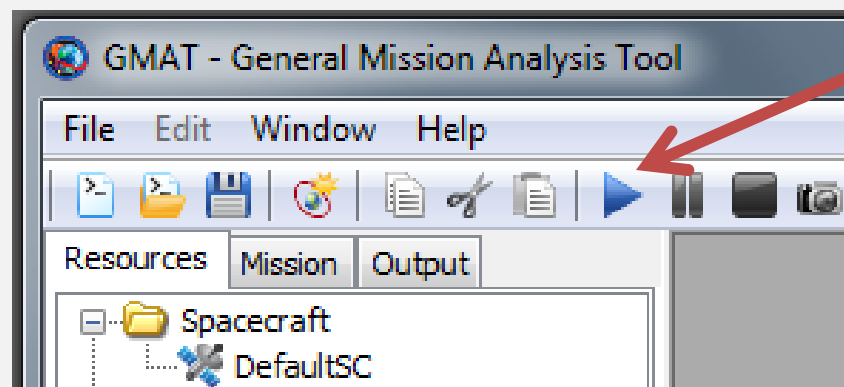 GMAT - General Mission Analysis Tool
File Edit Window Help
Resources Mission Output
Spacecraft
DefaultSC